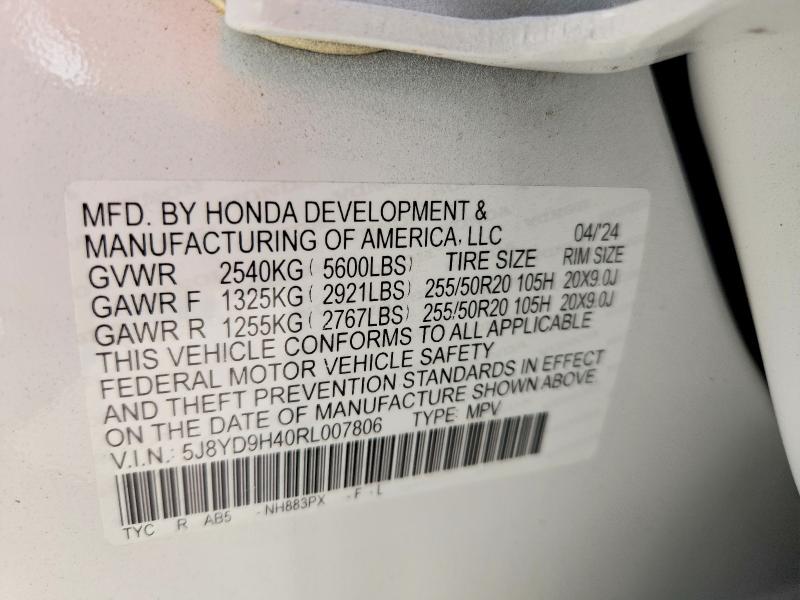 MFD. BY HONDA DEVELOPMENT &
MANUFACTURING OF AMERICA, LLC 04/'24
GVWR 2540KG ( 5600LBS) TIRE SIZE RIM SIZE
GAWR F 1325KG ( 2921LBS) 255/50R20 105H 20X9.0J
GAWR R 1255KG ( 2767LBS) 255/50R20 105H 20X9.0J
THIS VEHICLE CONFORMS TO ALL APPLICABLE
FEDERAL MOTOR VEHICLE SAFETY
AND THEFT PREVENTION STANDARDS IN EFFECT
ON THE DATE OF MANUFACTURE SHOWN ABOVE
V.I.N.: 5J8YD9H40RL007806 TYPE: MPV
TYC R AB5 -NH883PX -F -L